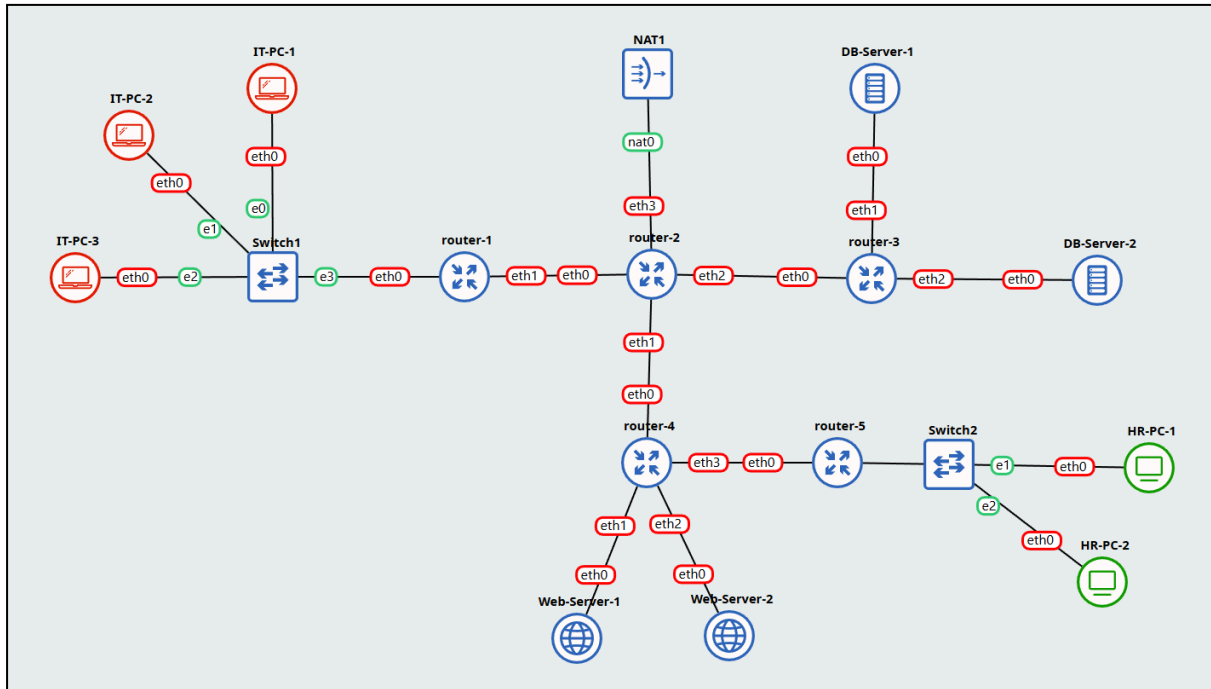 NAT1
IT-PC-1
DB-Server-1
IT-PC-2
nat0
eth0
eth0
eth0
e0
eth3
eth1
e1
IT-PC-3
Switch1
router-1
router-2
router-3
DB-Server-2
eth0
e2
e3
eth0
eth1
eth0
eth2
eth0
eth2
eth0
eth1
eth0
router-4
router-5
Switch2
HR-PC-1
eth3
eth0
e1
eth0
e2
eth1
eth2
eth0
HR-PC-2
eth0
eth0
Web-Server-1
Web-Server-2